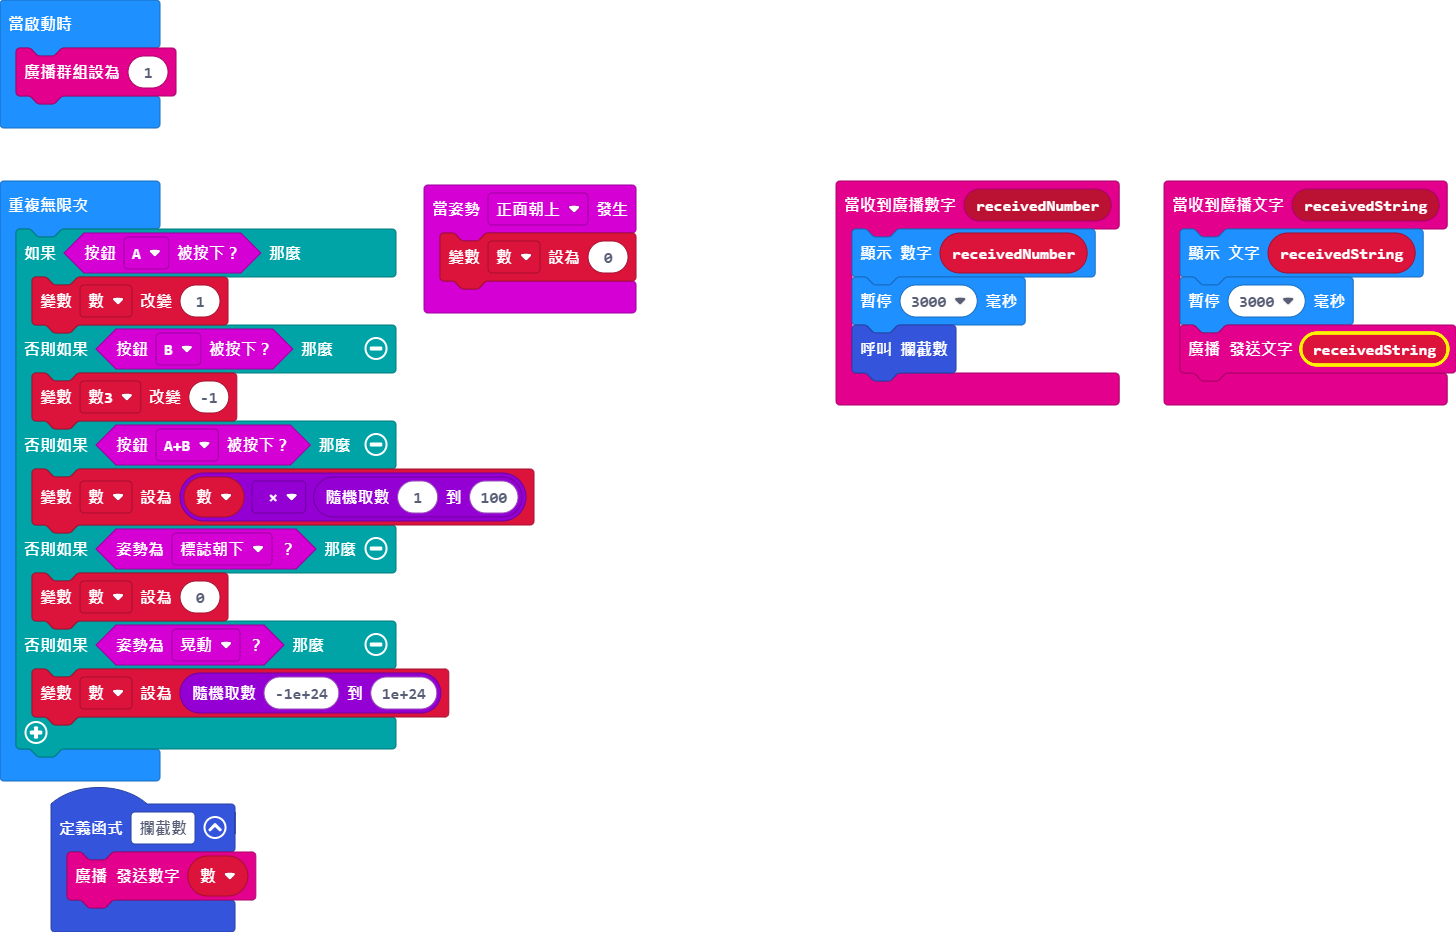 當啟動時
廣播群組設為 1
重複無限次
如果 按鈕 A 被按下？ 那麼
變數 數 改變 1
否則如果 按鈕 B 被按下？ 那麼
變數 數3 改變 -1
否則如果 按鈕 A+B 被按下？ 那麼
變數 數 設為 數 × 隨機取數 1 到 100
否則如果 姿勢為 標誌朝下 ？ 那麼
變數 數 設為 0
否則如果 姿勢為 晃動 ？ 那麼
變數 數 設為 隨機取數 -1e+24 到 1e+24
定義函式 攔截數
廣播 發送數字 數
當姿勢 正面朝上 發生
變數 數 設為 0
當收到廣播數字 receivedNumber
顯示 數字 receivedNumber
暫停 3000 毫秒
呼叫 攔截數
當收到廣播文字 receivedString
顯示 文字 receivedString
暫停 3000 毫秒
廣播 發送文字 receivedString